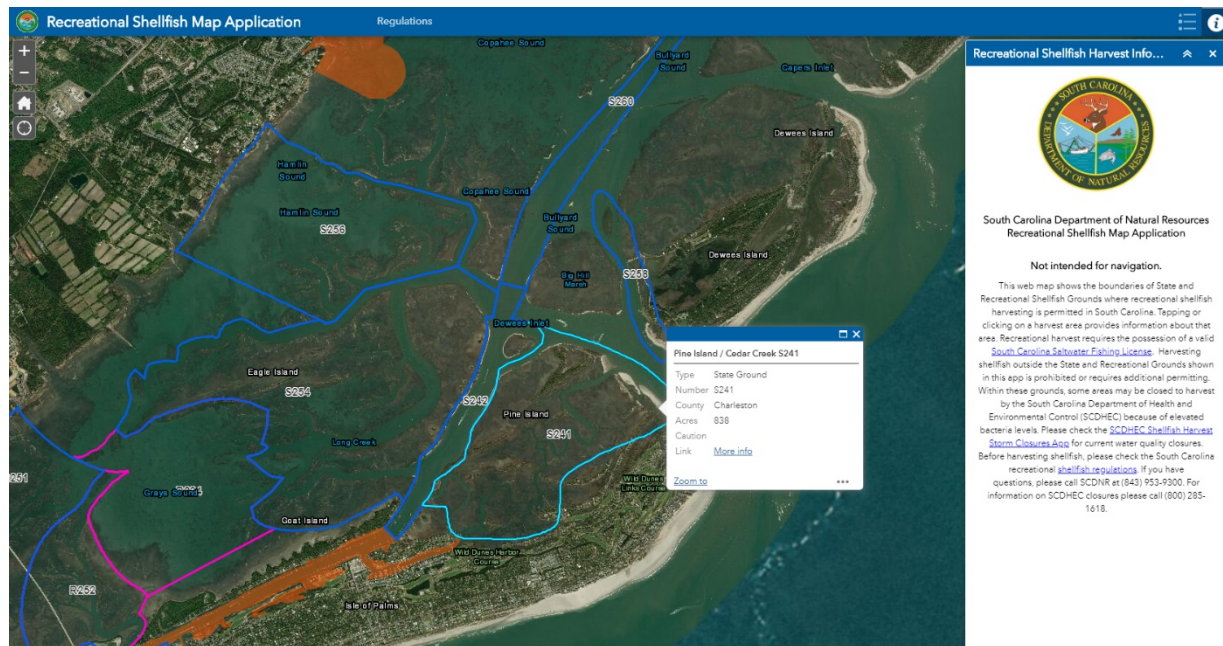 Recreational Shellfish Map Application
Regulations
Copahee Sound
Bullyard
Sound
Capers Inlet
S260
Dewees Island
Hamlin
Sound
Copahee Sound
Hamlin Sound
S256
Bullyard
Sound
Dewees Island
Big Hill
Marsh
S258
Dewees Inlet
Eagle Island
S254
S242
Pine Island
S241
Long Creek
Grays Sound
S251
Goat Island
Wild Dunes
Links Course
Wild Dunes Harbor
Course
R252
Isle of Palms
Pine Island / Cedar Creek S241
Type State Ground
Number S241
County Charleston
Acres 838
Caution
Link More info
Zoom to
Recreational Shellfish Harvest Info...
SOUTH CAROLINA
DEPARTMENT OF NATURAL RESOURCES
South Carolina Department of Natural Resources
Recreational Shellfish Map Application
Not intended for navigation.
This web map shows the boundaries of State and
Recreational Shellfish Grounds where recreational shellfish
harvesting is permitted in South Carolina. Tapping or
clicking on a harvest area provides information about that
area. Recreational harvest requires the possession of a valid
South Carolina Saltwater Fishing License. Harvesting
shellfish outside the State and Recreational Grounds shown
in this app is prohibited or requires additional permitting.
Within these grounds, some areas may be closed to harvest
by the South Carolina Department of Health and
Environmental Control (SCDHEC) because of elevated
bacteria levels. Please check the SCDHEC Shellfish Harvest
Storm Closures App for current water quality closures.
Before harvesting shellfish, please check the South Carolina
recreational shellfish regulations. If you have
questions, please call SCDNR at (843) 953-9300. For
information on SCDHEC closures please call (800) 285-
1618.